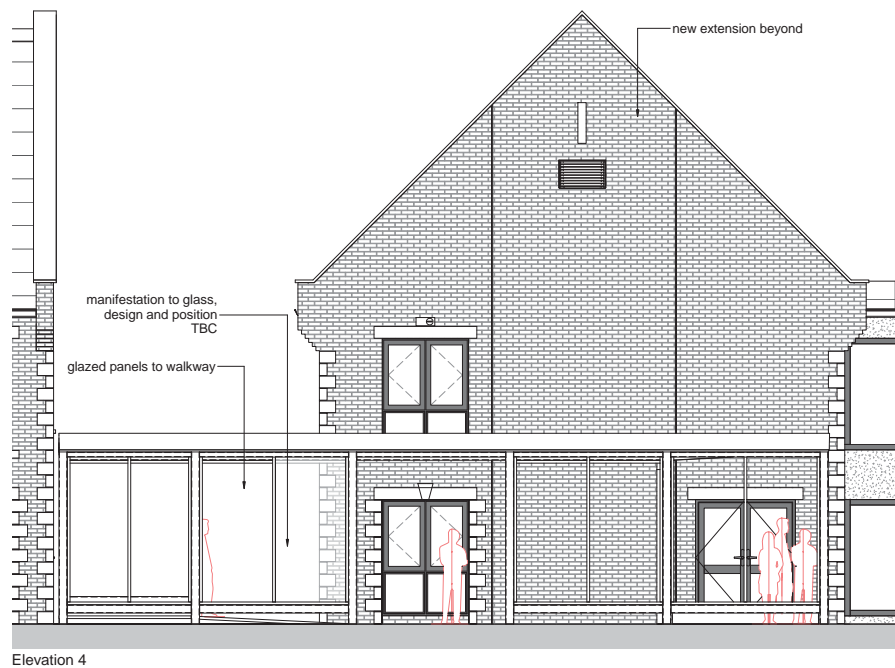 new extension beyond
manifestation to glass,
design and position
TBC
glazed panels to walkway
Elevation 4